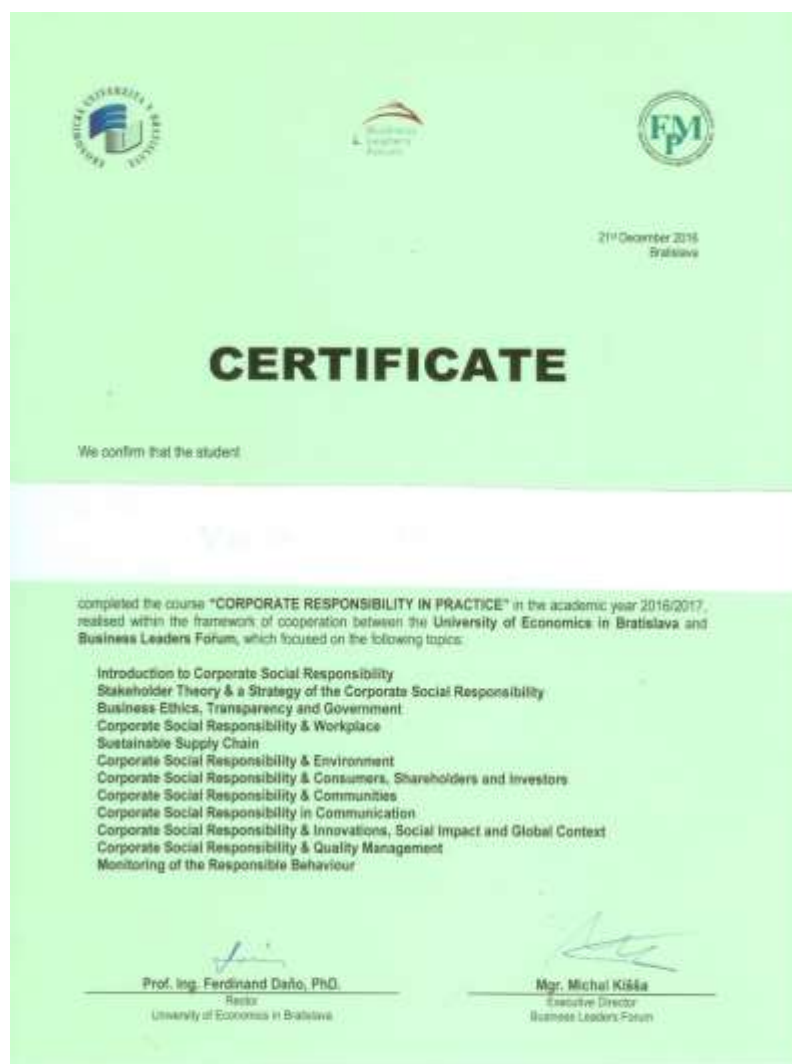 EKONOMICKÁ UNIVERZITA V BRATISLAVE
Business
Leaders
Forum
FPM
21st December 2016
Bratislava
CERTIFICATE
We confirm that the student
completed the course "CORPORATE RESPONSIBILITY IN PRACTICE" in the academic year 2016/2017,
realised within the framework of cooperation between the University of Economics in Bratislava and
Business Leaders Forum, which focused on the following topics:
Introduction to Corporate Social Responsibility
Stakeholder Theory & a Strategy of the Corporate Social Responsibility
Business Ethics, Transparency and Government
Corporate Social Responsibility & Workplace
Sustainable Supply Chain
Corporate Social Responsibility & Environment
Corporate Social Responsibility & Consumers, Shareholders and Investors
Corporate Social Responsibility & Communities
Corporate Social Responsibility in Communication
Corporate Social Responsibility & Innovations, Social Impact and Global Context
Corporate Social Responsibility & Quality Management
Monitoring of the Responsible Behaviour
Prof. Ing. Ferdinand Daňo, PhD.
Rector
University of Economics in Bratislava
Mgr. Michal Kišša
Executive Director
Business Leaders Forum